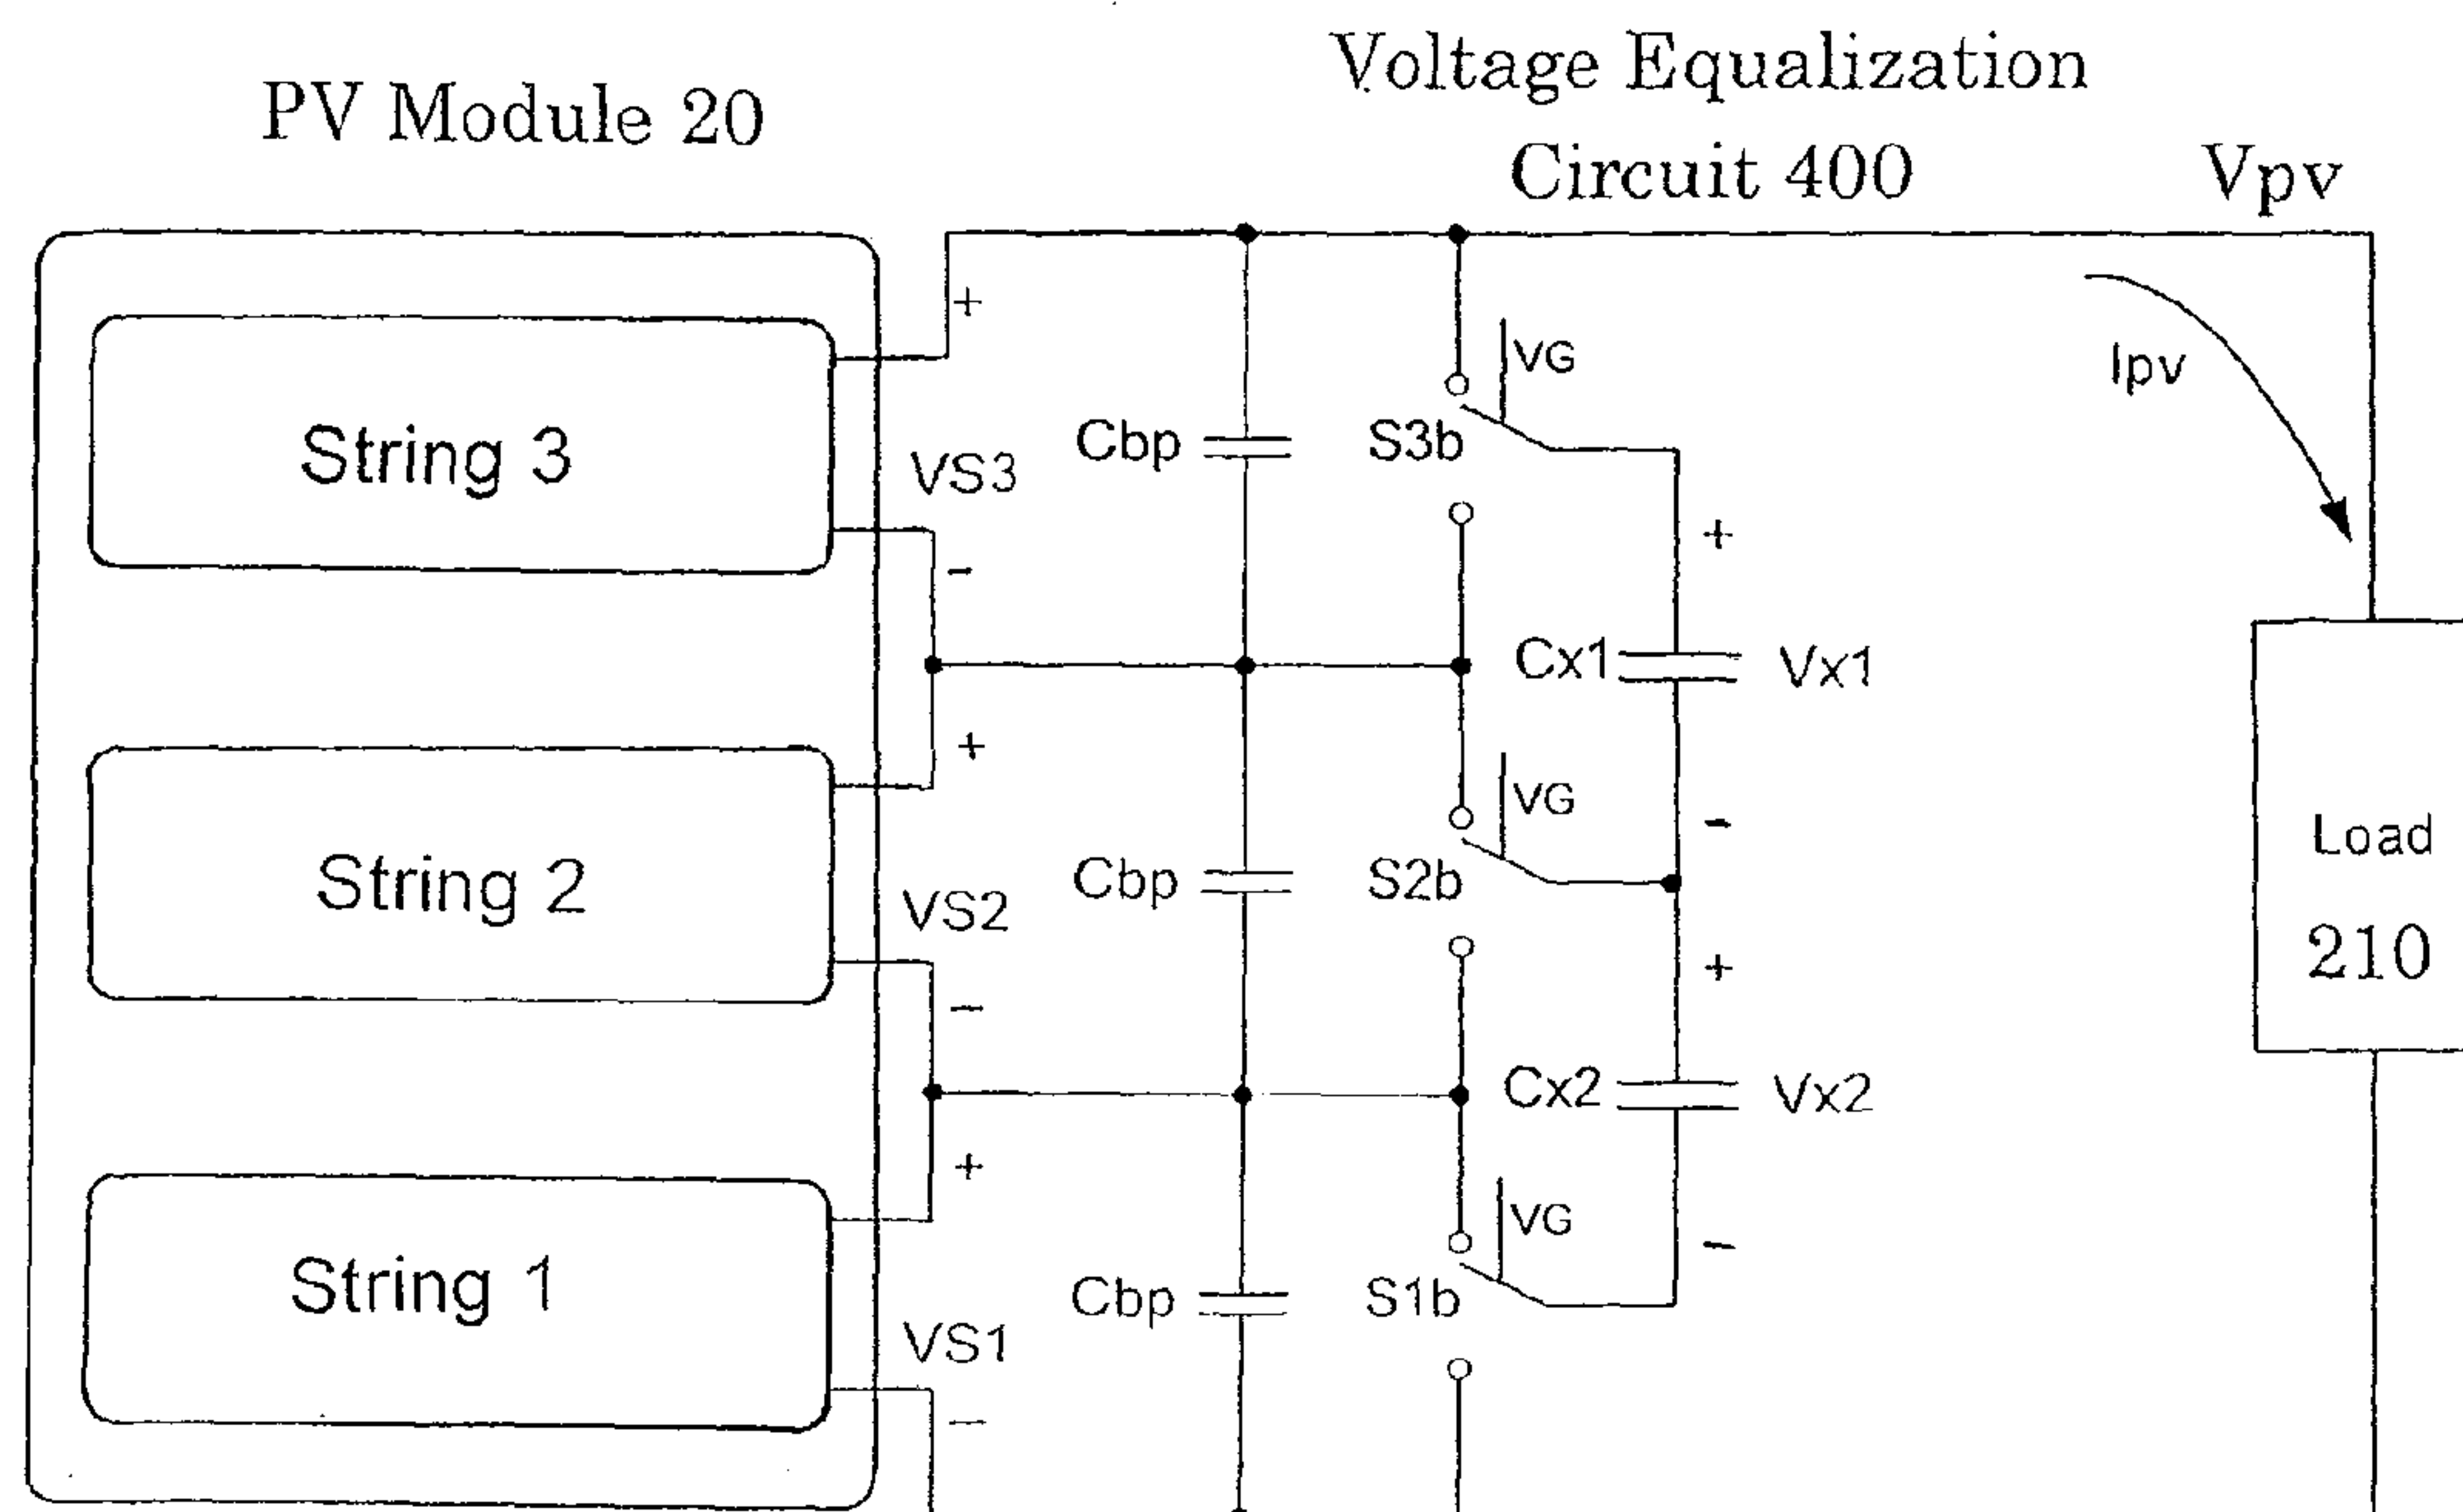 Voltage Equalization
Circuit 400
PV Module 20
Vpv
+
VG
Ipv
String 3
VS3
Cbp
S3b
+
-
Cx1
Vx1
+
VG
-
Load
210
String 2
VS2
Cbp
S2b
+
-
Cx2
Vx2
+
VG
-
String 1
VS1
Cbp
S1b
-